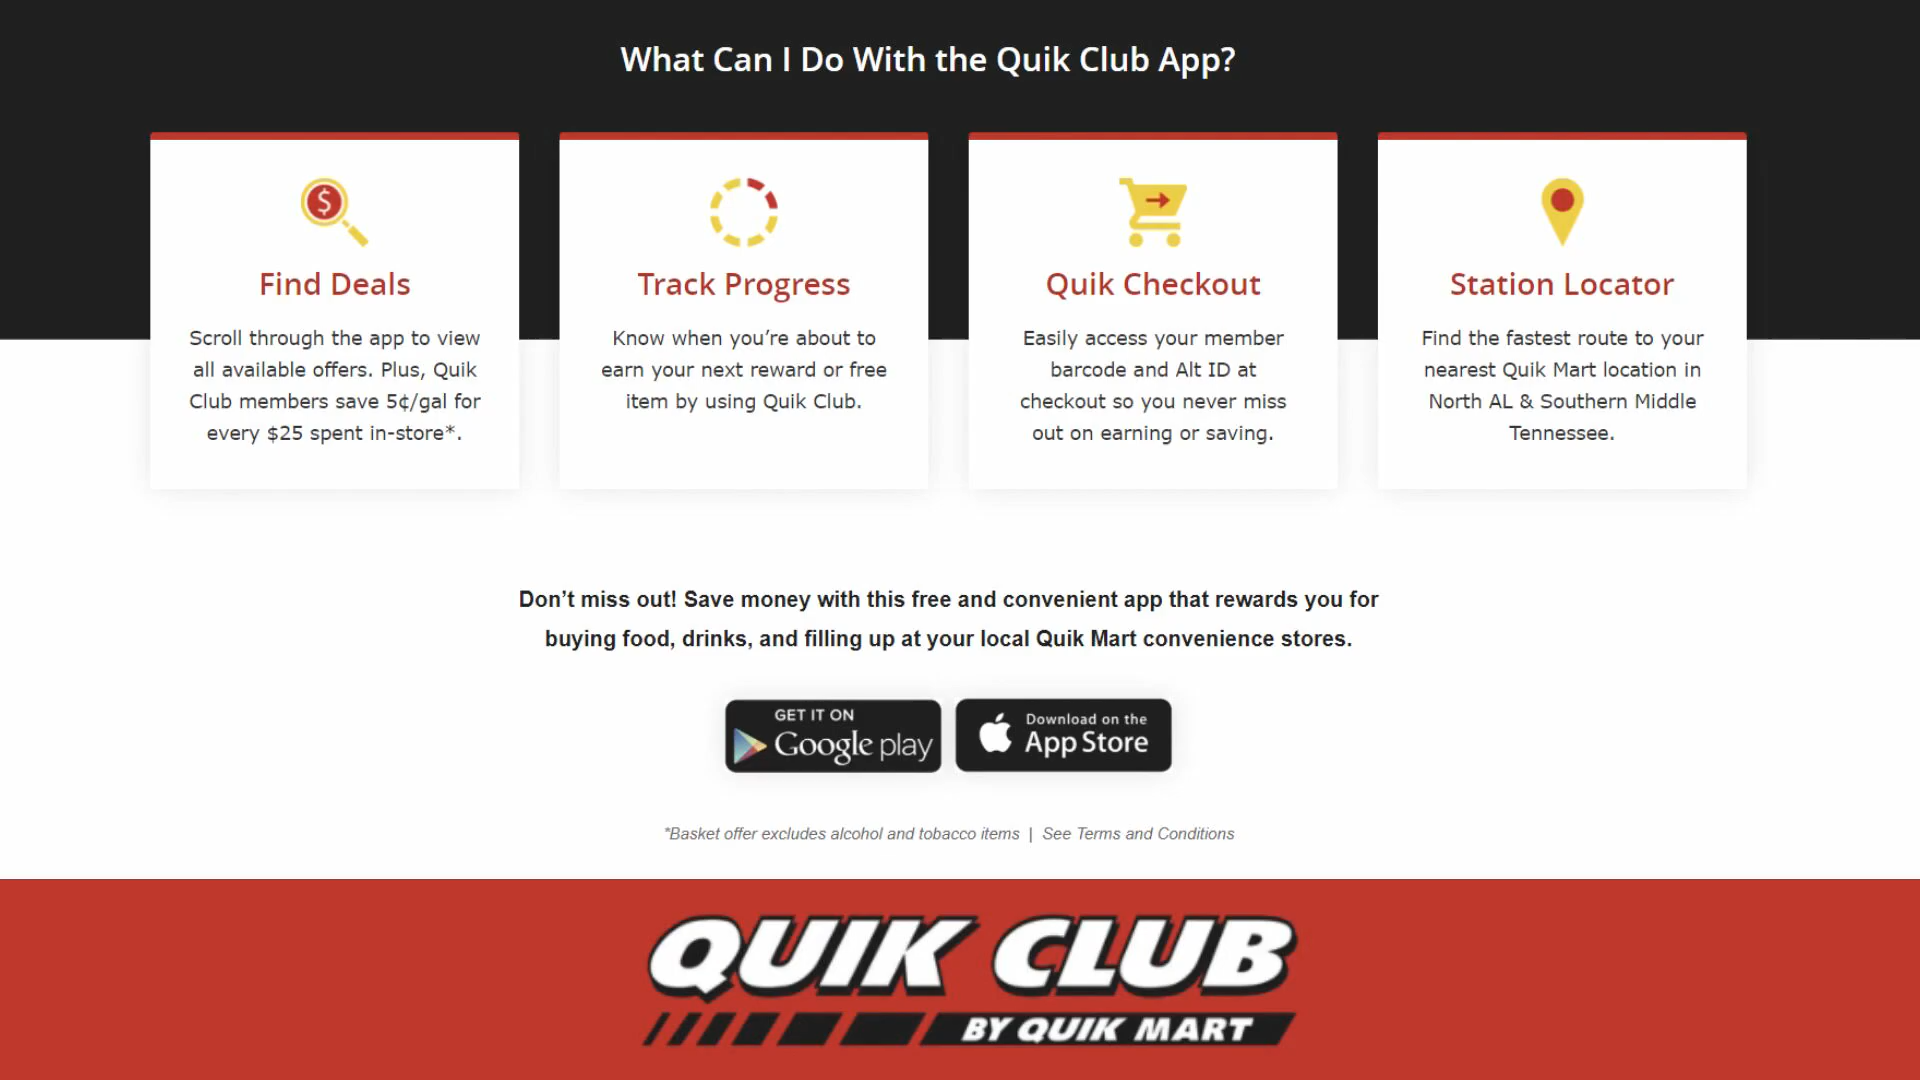 What Can I Do With the Quik Club App?
$
Find Deals
Scroll through the app to view
all available offers. Plus, Quik
Club members save 5¢/gal for
every $25 spent in-store*.
Track Progress
Know when you’re about to
earn your next reward or free
item by using Quik Club.
Quik Checkout
Easily access your member
barcode and Alt ID at
checkout so you never miss
out on earning or saving.
Station Locator
Find the fastest route to your
nearest Quik Mart location in
North AL & Southern Middle
Tennessee.
Don’t miss out! Save money with this free and convenient app that rewards you for
buying food, drinks, and filling up at your local Quik Mart convenience stores.
GET IT ON
Google play
Download on the
App Store
*Basket offer excludes alcohol and tobacco items | See Terms and Conditions
QUIK CLUB
BY QUIK MART